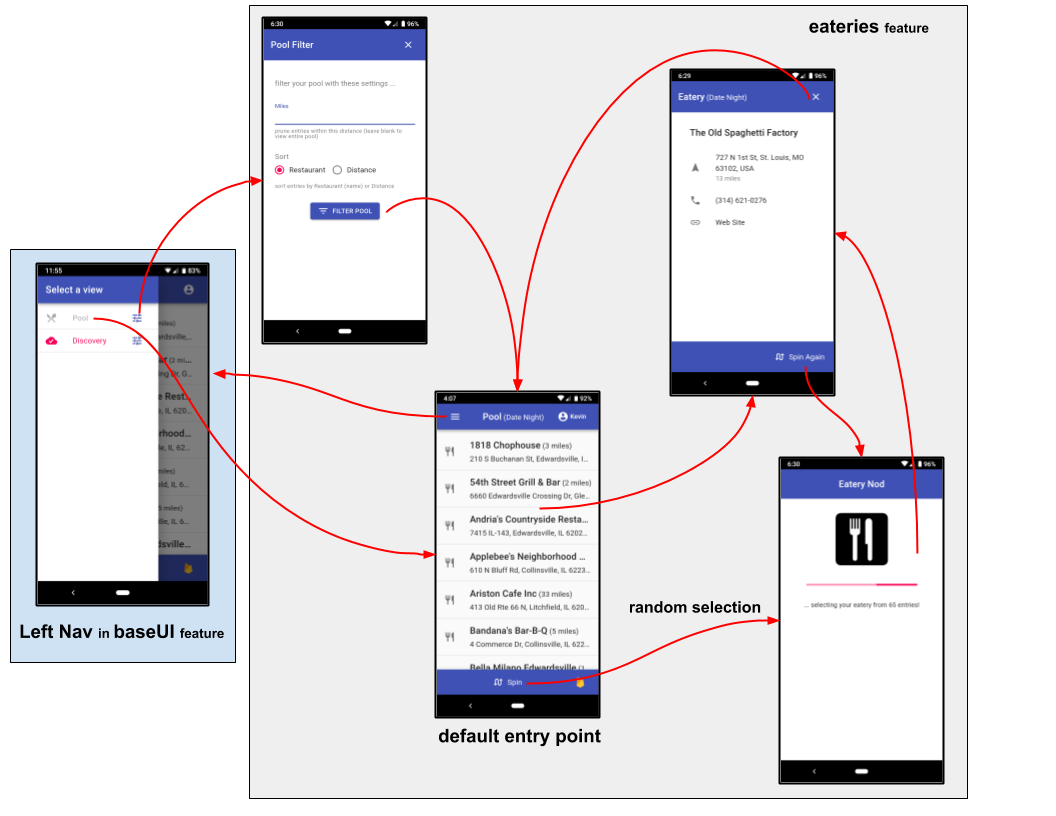 eateries feature
6:30
96%
Pool Filter
filter your pool with these settings ...
Miles
prune entries within this distance (leave blank to
view entire pool)
Sort
Restaurant Distance
sort entries by Restaurant (name) or Distance
FILTER POOL
6:29
96%
Eatery (Date Night)
The Old Spaghetti Factory
727 N 1st St, St. Louis, MO
63102, USA
13 miles
(314) 621-0276
Web Site
Spin Again
11:55
83%
Select a view
Pool
Discovery
miles)
ardsville,...
(2 mi...
ng Dr, G...
e Rest...
IL 620...
rhood...
le, IL 62...
miles)
ld, IL 6...
5 miles)
lle, IL 6...
dsville...
Left Nav in baseUI feature
4:07
92%
Pool (Date Night) Kevin
1818 Chophouse (3 miles)
210 S Buchanan St, Edwardsville, I...
54th Street Grill & Bar (2 miles)
6660 Edwardsville Crossing Dr, Gle...
Andria's Countryside Resta...
7415 IL-143, Edwardsville, IL 6202...
Applebee's Neighborhood ...
610 N Bluff Rd, Collinsville, IL 6223...
Ariston Cafe Inc (33 miles)
413 Old Rte 66 N, Litchfield, IL 620...
Bandana's Bar-B-Q (5 miles)
4 Commerce Dr, Collinsville, IL 622...
Bella Milano Edwardsville
Spin
default entry point
random selection
6:30
96%
Eatery Nod
... selecting your eatery from 65 entries!